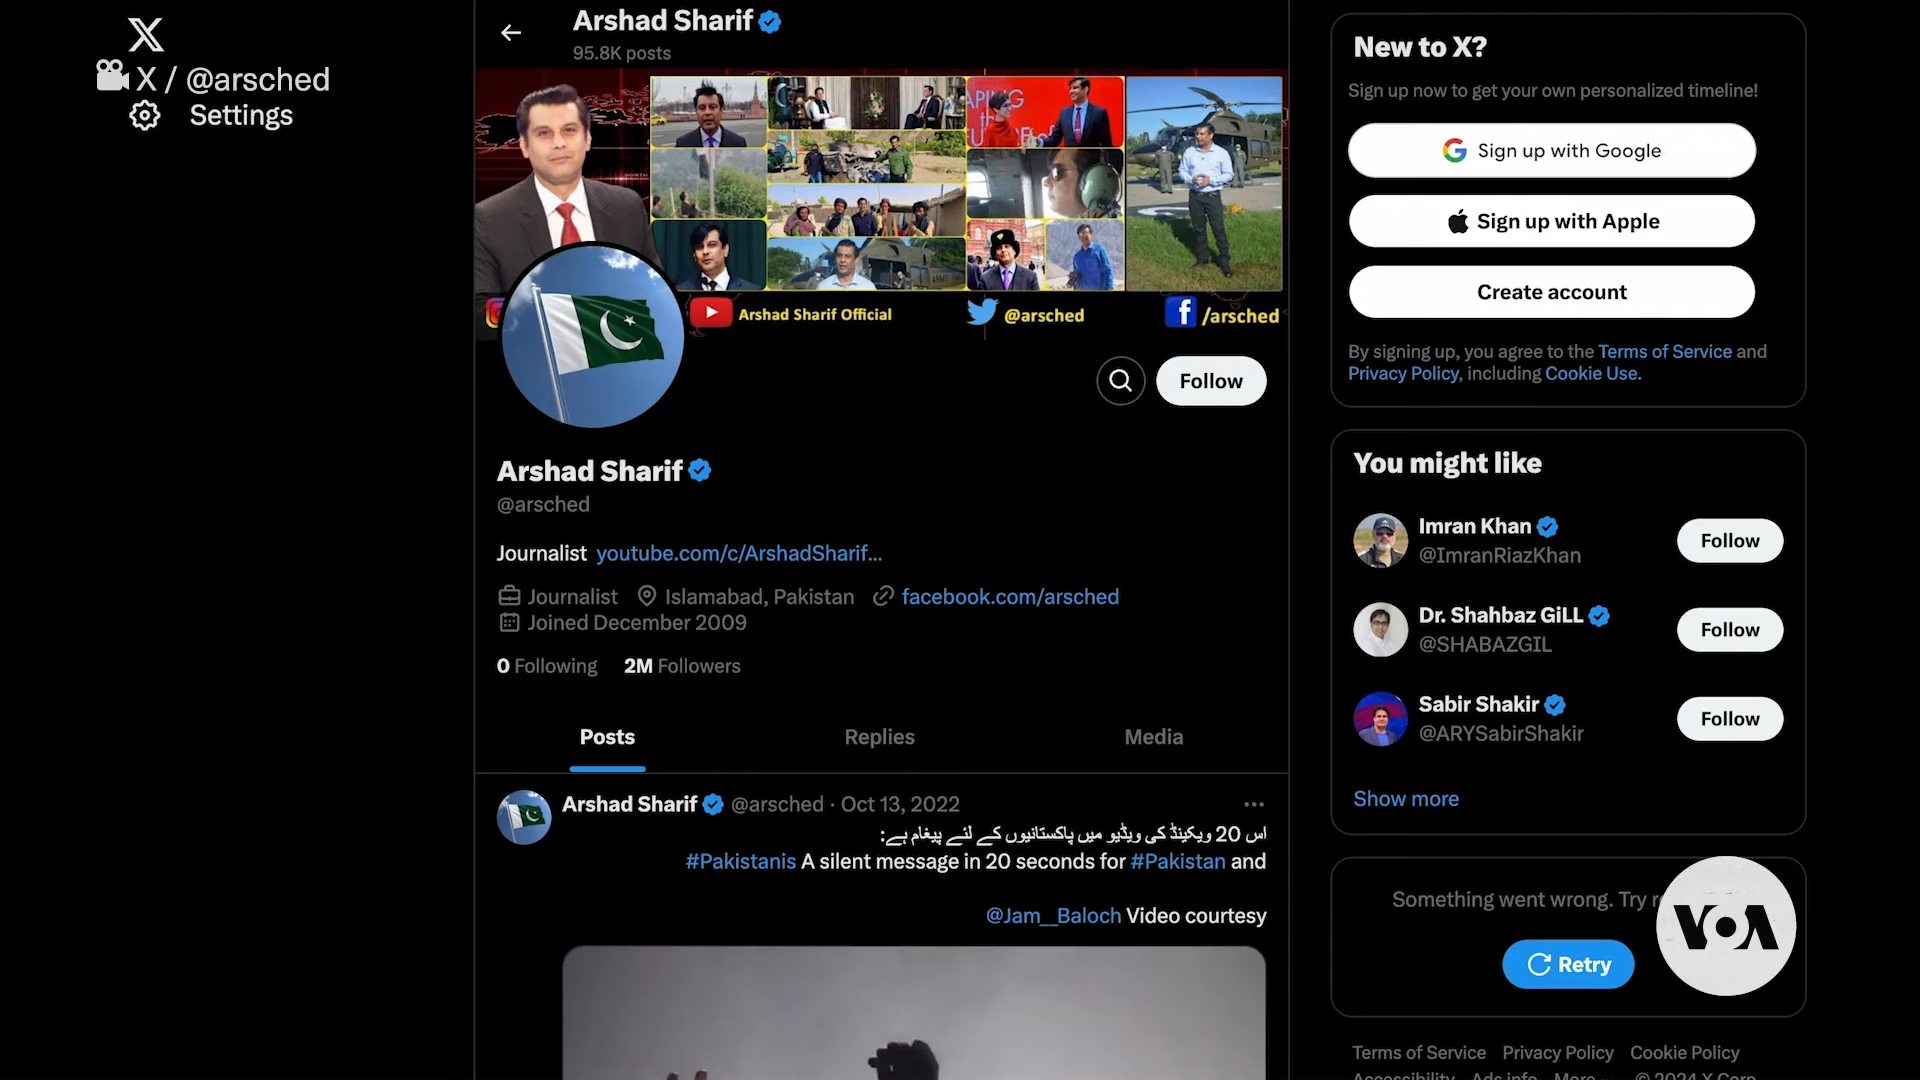 X / @arsched
Settings
Arshad Sharif
95.8K posts
Arshad Sharif Official
@arsched
/arsched
Follow
Arshad Sharif
@arsched
Journalist youtube.com/c/ArshadSharif...
Journalist Islamabad, Pakistan facebook.com/arsched
Joined December 2009
0 Following 2M Followers
Posts Replies Media
Arshad Sharif @arsched · Oct 13, 2022
اس 20 ویکینڈ کی ویڈیو میں پاکستانیوں کے لئے پیغام ہے:
#Pakistanis A silent message in 20 seconds for #Pakistan and
@Jam__Baloch Video courtesy
New to X?
Sign up now to get your own personalized timeline!
Sign up with Google
Sign up with Apple
Create account
By signing up, you agree to the Terms of Service and
Privacy Policy, including Cookie Use.
You might like
Imran Khan
@ImranRiazKhan
Follow
Dr. Shahbaz GiLL
@SHABAZGIL
Follow
Sabir Shakir
@ARYSabirShakir
Follow
Show more
Something went wrong. Try
Retry
VOA
Terms of Service Privacy Policy Cookie Policy
Accessibility Ads info More © 2024 X Corp.